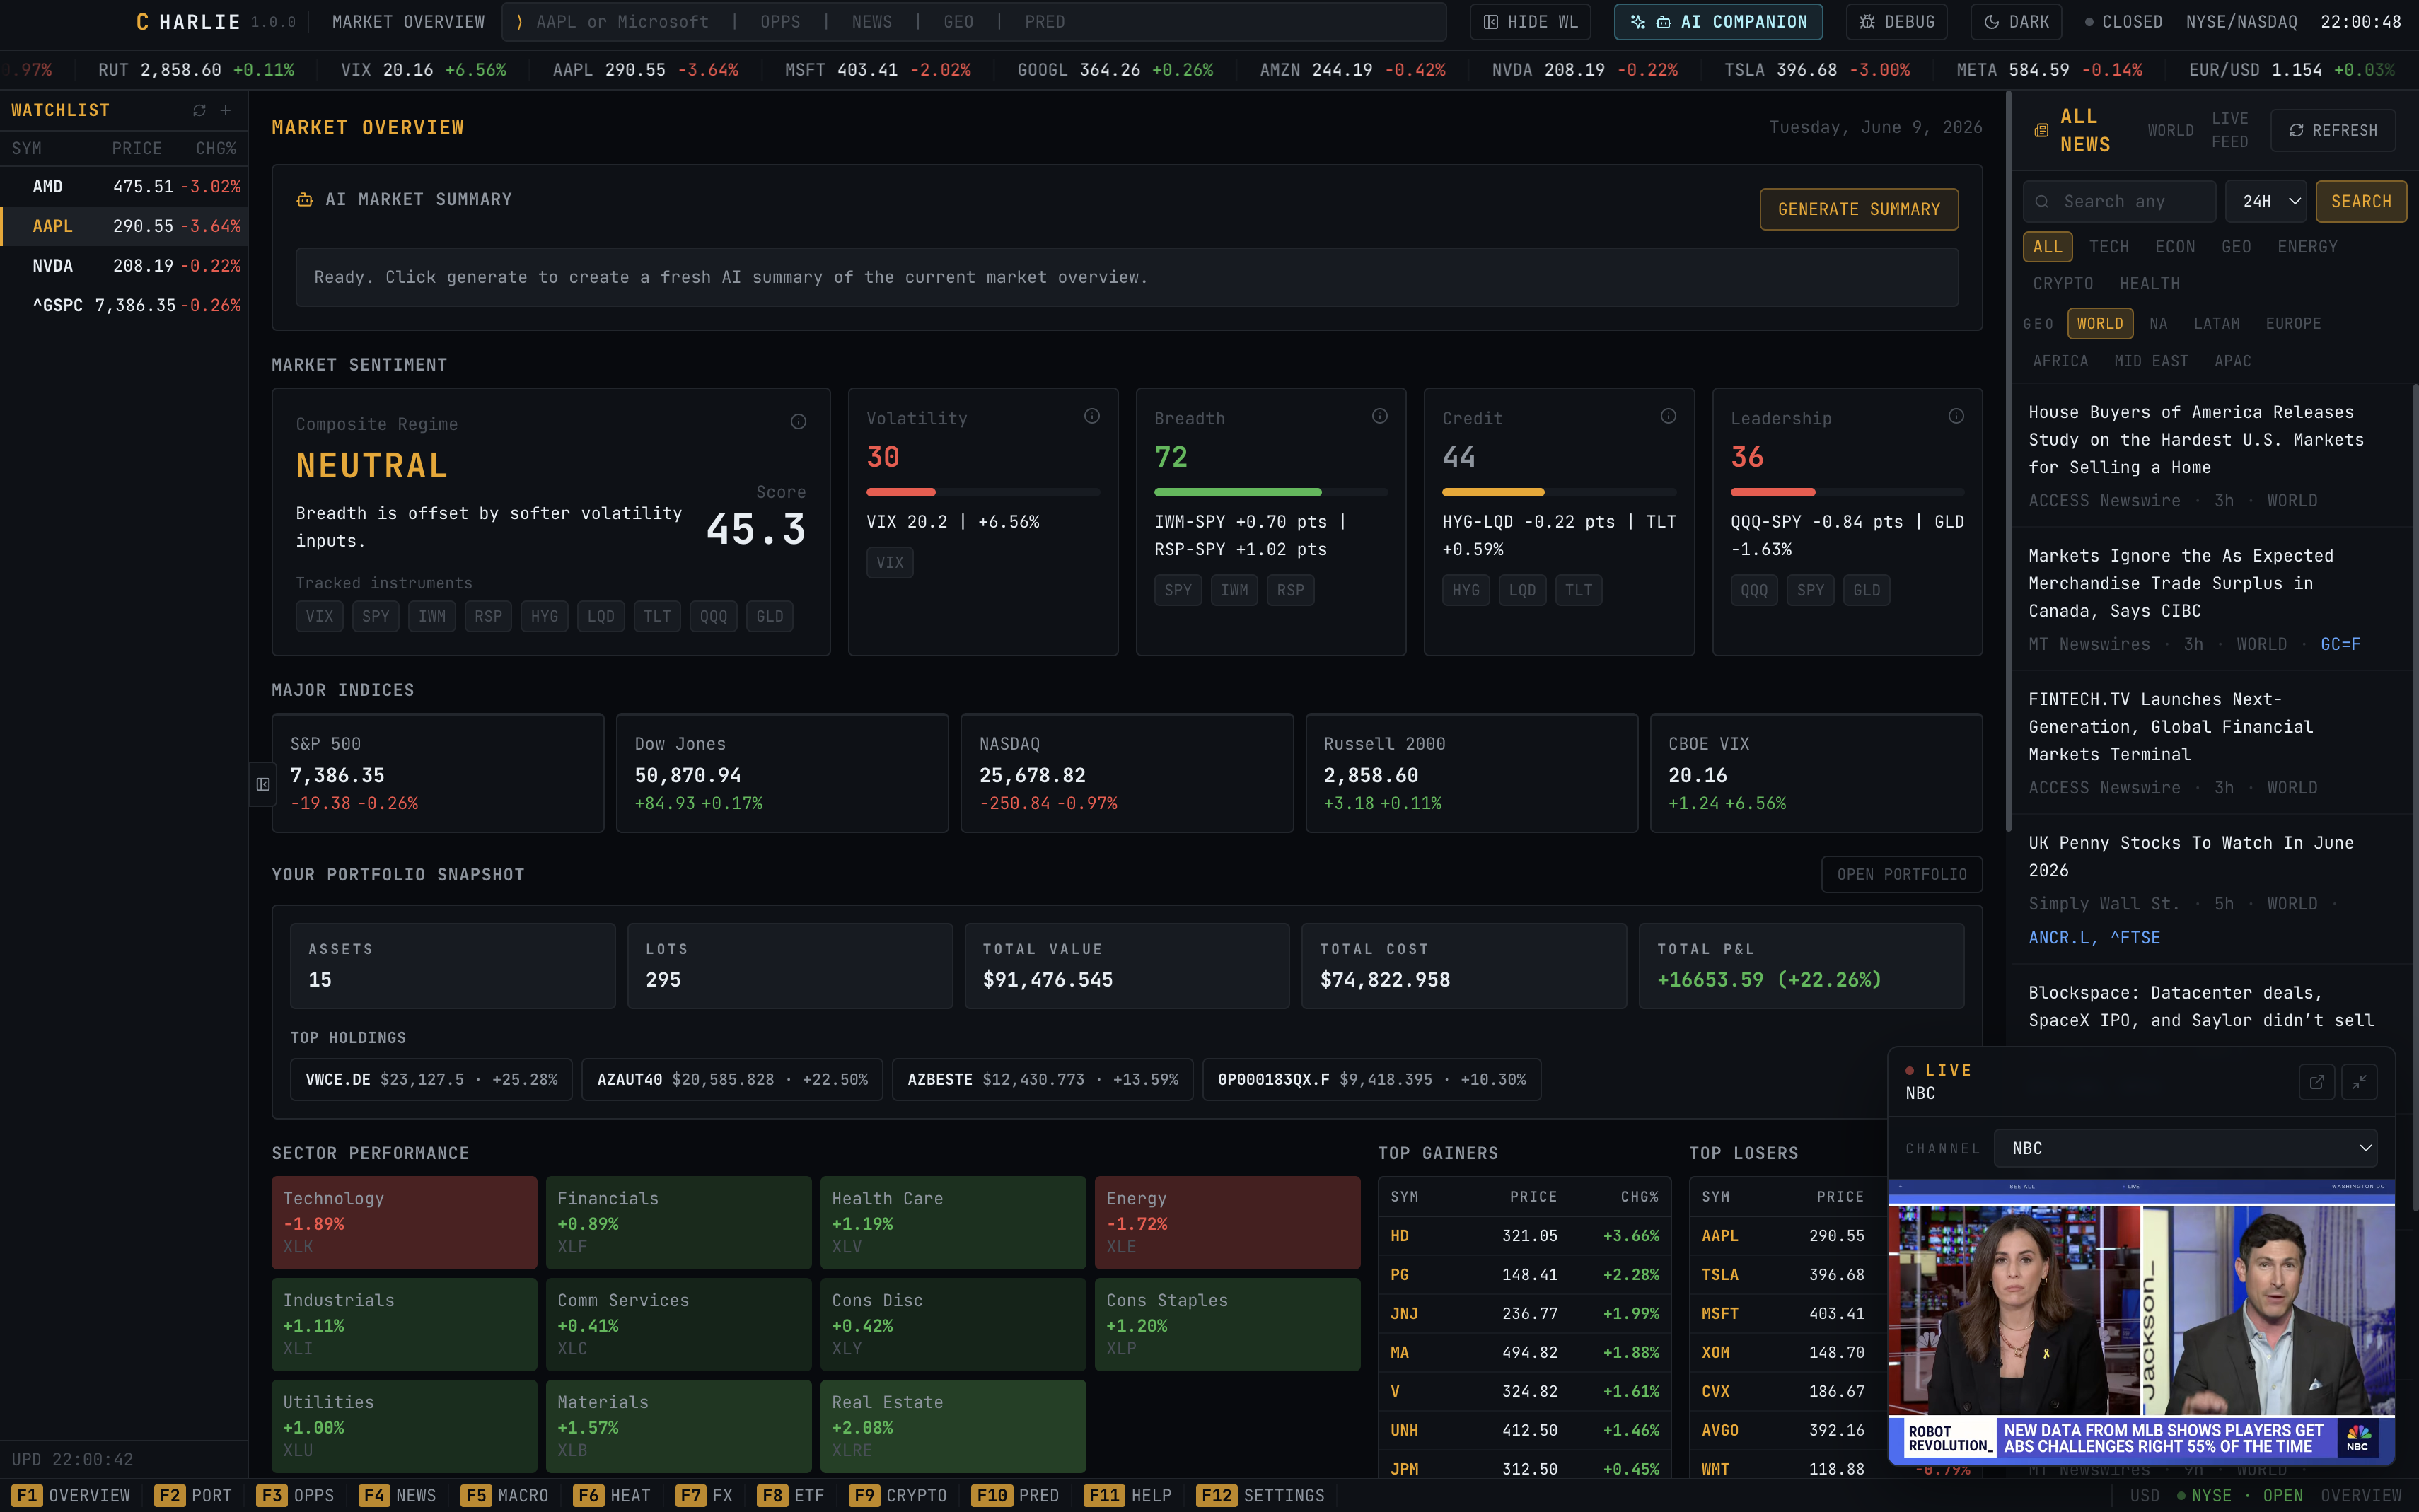 C HARLIE 1.0.0 MARKET OVERVIEW ⟩ AAPL or Microsoft | OPPS | NEWS | GEO | PRED HIDE WL AI COMPANION DEBUG DARK CLOSED NYSE/NASDAQ 22:00:48
0.97% RUT 2,858.60 +0.11% VIX 20.16 +6.56% AAPL 290.55 -3.64% MSFT 403.41 -2.02% GOOGL 364.26 +0.26% AMZN 244.19 -0.42% NVDA 208.19 -0.22% TSLA 396.68 -3.00% META 584.59 -0.14% EUR/USD 1.154 +0.03%
WATCHLIST
SYM PRICE CHG%
AMD 475.51 -3.02%
AAPL 290.55 -3.64%
NVDA 208.19 -0.22%
^GSPC 7,386.35 -0.26%
UPD 22:00:42
MARKET OVERVIEW
Tuesday, June 9, 2026
AI MARKET SUMMARY
GENERATE SUMMARY
Ready. Click generate to create a fresh AI summary of the current market overview.
MARKET SENTIMENT
Composite Regime
NEUTRAL
Breadth is offset by softer volatility
inputs.
Score
45.3
Tracked instruments
VIX SPY IWM RSP HYG LQD TLT QQQ GLD
Volatility
30
VIX 20.2 | +6.56%
VIX
Breadth
72
IWM-SPY +0.70 pts |
RSP-SPY +1.02 pts
SPY IWM RSP
Credit
44
HYG-LQD -0.22 pts | TLT
+0.59%
HYG LQD TLT
Leadership
36
QQQ-SPY -0.84 pts | GLD
-1.63%
QQQ SPY GLD
MAJOR INDICES
S&P 500
7,386.35
-19.38 -0.26%
Dow Jones
50,870.94
+84.93 +0.17%
NASDAQ
25,678.82
-250.84 -0.97%
Russell 2000
2,858.60
+3.18 +0.11%
CBOE VIX
20.16
+1.24 +6.56%
YOUR PORTFOLIO SNAPSHOT
OPEN PORTFOLIO
ASSETS
15
LOTS
295
TOTAL VALUE
$91,476.545
TOTAL COST
$74,822.958
TOTAL P&L
+16653.59 (+22.26%)
TOP HOLDINGS
VWCE.DE $23,127.5 · +25.28%
AZAUT40 $20,585.828 · +22.50%
AZBESTE $12,430.773 · +13.59%
0P000183QX.F $9,418.395 · +10.30%
SECTOR PERFORMANCE
Technology
-1.89%
XLK
Financials
+0.89%
XLF
Health Care
+1.19%
XLV
Energy
-1.72%
XLE
Industrials
+1.11%
XLI
Comm Services
+0.41%
XLC
Cons Disc
+0.42%
XLY
Cons Staples
+1.20%
XLP
Utilities
+1.00%
XLU
Materials
+1.57%
XLB
Real Estate
+2.08%
XLRE
TOP GAINERS
SYM PRICE CHG%
HD 321.05 +3.66%
PG 148.41 +2.28%
JNJ 236.77 +1.99%
MA 494.82 +1.88%
V 324.82 +1.61%
UNH 412.50 +1.46%
JPM 312.50 +0.45%
TOP LOSERS
SYM PRICE
AAPL 290.55
TSLA 396.68
MSFT 403.41
XOM 148.70
CVX 186.67
AVGO 392.16
WMT 118.88 -0.79%
ALL
NEWS
WORLD
LIVE
FEED
REFRESH
Search any
24H
SEARCH
ALL TECH ECON GEO ENERGY
CRYPTO HEALTH
GEO WORLD NA LATAM EUROPE
AFRICA MID EAST APAC
House Buyers of America Releases
Study on the Hardest U.S. Markets
for Selling a Home
ACCESS Newswire · 3h · WORLD
Markets Ignore the As Expected
Merchandise Trade Surplus in
Canada, Says CIBC
MT Newswires · 3h · WORLD · GC=F
FINTECH.TV Launches Next-
Generation, Global Financial
Markets Terminal
ACCESS Newswire · 3h · WORLD
UK Penny Stocks To Watch In June
2026
Simply Wall St. · 5h · WORLD ·
ANCR.L, ^FTSE
Blockspace: Datacenter deals,
SpaceX IPO, and Saylor didn’t sell
LIVE
NBC
CHANNEL NBC
SEE ALL LIVE WASHINGTON DC
Jackson_
ROBOT
REVOLUTION_
NEW DATA FROM MLB SHOWS PLAYERS GET
ABS CHALLENGES RIGHT 55% OF THE TIME
NBC
MT Newswires · 9h · WORLD ·
F1 OVERVIEW F2 PORT F3 OPPS F4 NEWS F5 MACRO F6 HEAT F7 FX F8 ETF F9 CRYPTO F10 PRED F11 HELP F12 SETTINGS
USD NYSE · OPEN OVERVIEW